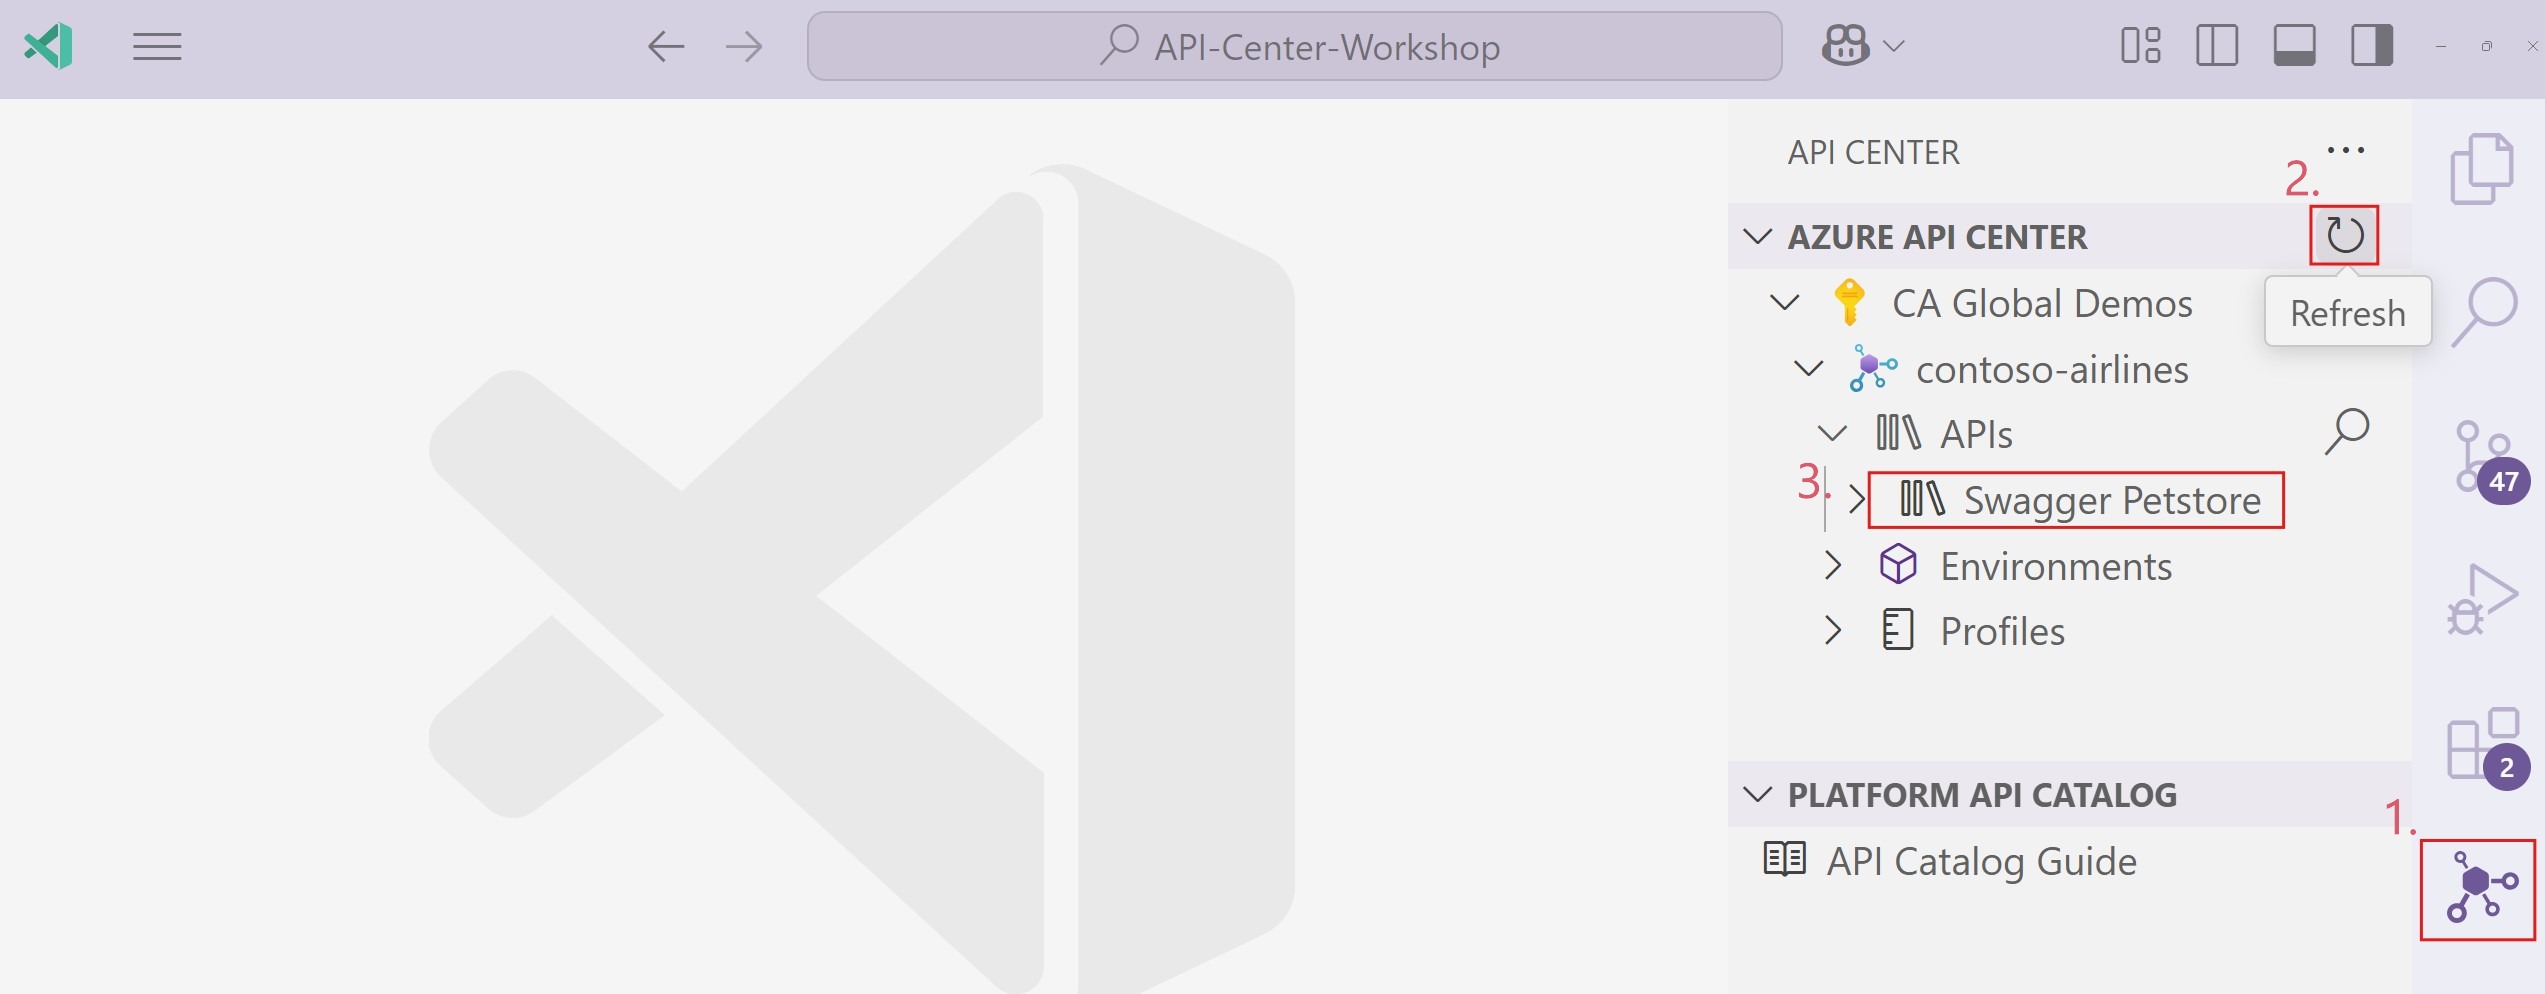 API-Center-Workshop
API CENTER
2.
AZURE API CENTER
CA Global Demos
Refresh
contoso-airlines
APIs
3.
Swagger Petstore
47
Environments
Profiles
2
PLATFORM API CATALOG
1.
API Catalog Guide